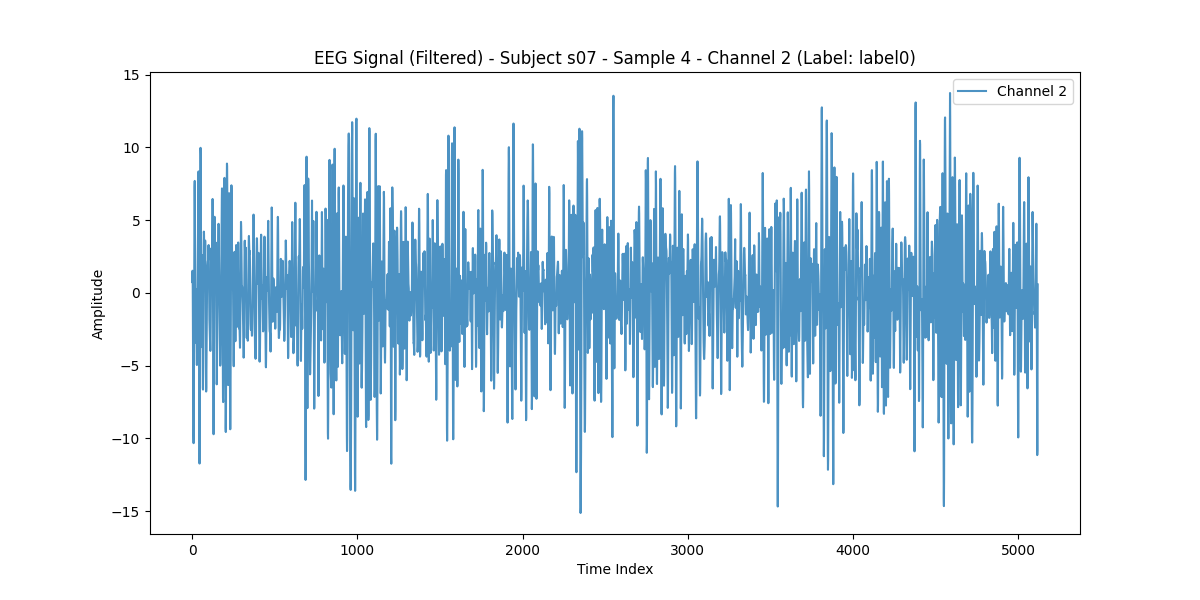 EEG Signal (Filtered) - Subject s07 - Sample 4 - Channel 2 (Label: label0)
Channel 2
15
10
5
0
−5
−10
−15
Amplitude
0 1000 2000 3000 4000 5000
Time Index